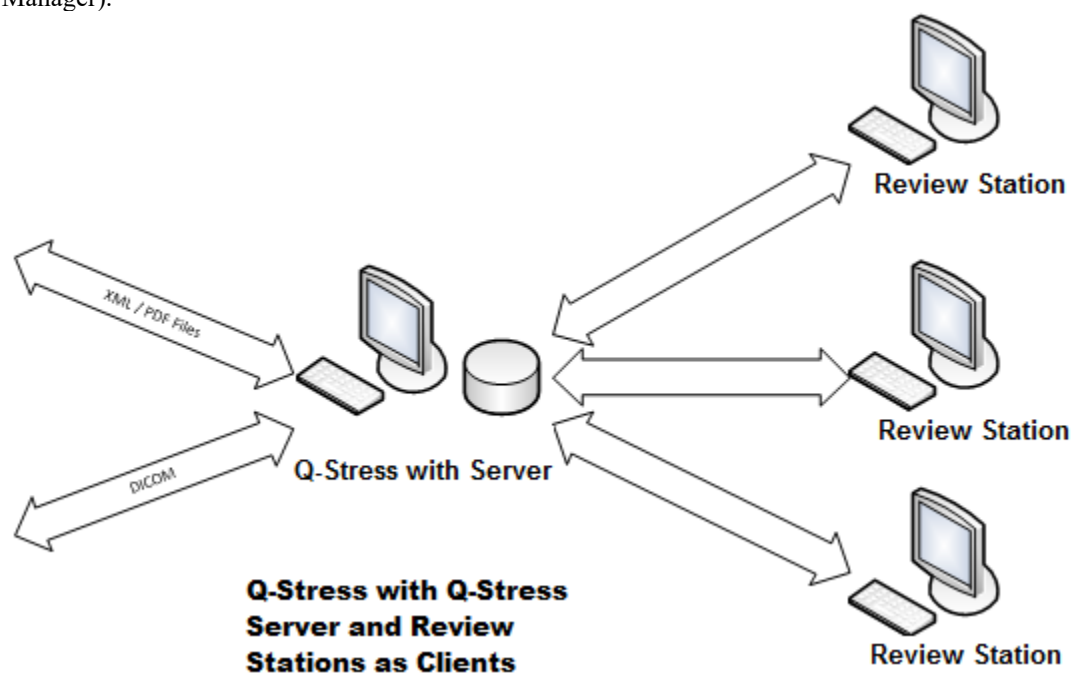 Manager).
Review Station
XML / PDF Files
Review Station
Q-Stress with Server
DICOM
Q-Stress with Q-Stress
Server and Review
Stations as Clients
Review Station